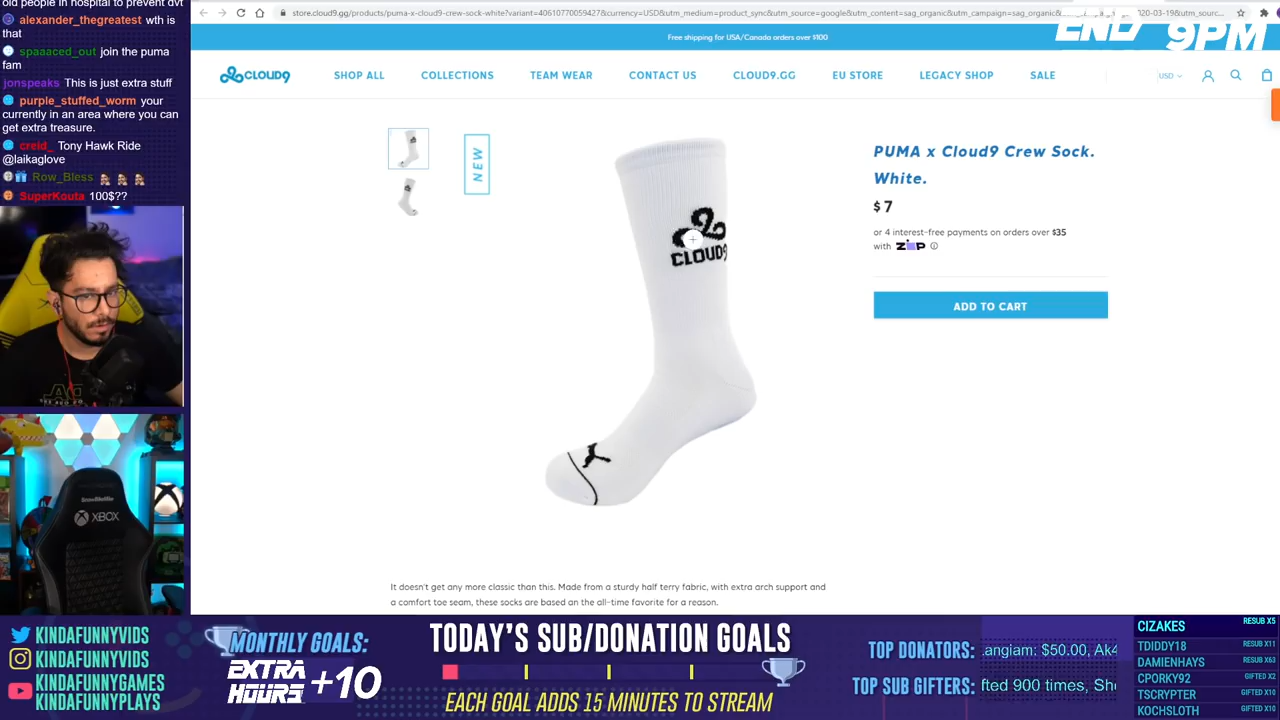 old people in hospital to prevent dvt
alexander_thegreatest wth is
that
spaaaced_out join the puma
fam
jonspeaks This is just extra stuff
purple_stuffed_worm your
currently in an area where you can
get extra treasure.
creid_ Tony Hawk Ride
@laikaglove
Row_Bless
SuperKouta 100$??
store.cloud9.gg/products/puma-x-cloud9-crew-sock-white?variant=40610770059427&currency=USD&utm_medium=product_sync&utm_source=google&utm_content=sag_organic&utm_campaign=sag_organic&
Free shipping for USA/Canada orders over $100
END 9PM
CLOUD9
SHOP ALL
COLLECTIONS
TEAM WEAR
CONTACT US
CLOUD9.GG
EU STORE
LEGACY SHOP
SALE
USD
NEW
CLOUD9
PUMA x Cloud9 Crew Sock.
White.
$ 7
or 4 interest-free payments on orders over $35
with ZIP
ADD TO CART
It doesn't get any more classic than this. Made from a sturdy half terry fabric, with extra arch support and
a comfort toe seam, these socks are based on the all-time favorite for a reason.
XBOX
KINDAFUNNYVIDS
KINDAFUNNYVIDS
KINDAFUNNYGAMES
KINDAFUNNYPLAYS
MONTHLY GOALS:
EXTRA
HOURS +10
TODAY'S SUB/DONATION GOALS
EACH GOAL ADDS 15 MINUTES TO STREAM
TOP DONATORS: angiam: $50.00, Ak
TOP SUB GIFTERS: fted 900 times, Sh
CIZAKES RESUB X5
TDIDDY18 RESUB X11
DAMIENHAYS RESUB X63
CPORKY92 GIFTED X2
TSCRYPTER GIFTED X10
KOCHSLOTH GIFTED X10